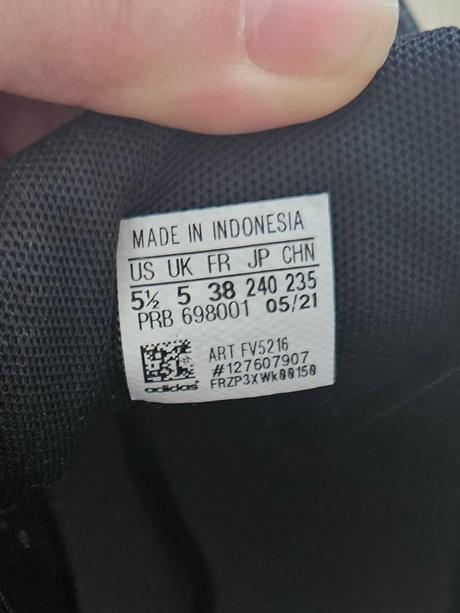 MADE IN INDONESIA
US UK FR JP CHN
5½ 5 38 240 235
PRB 698001 05/21
ART FV5216
#127607907
adidas FRZP3XWk00150